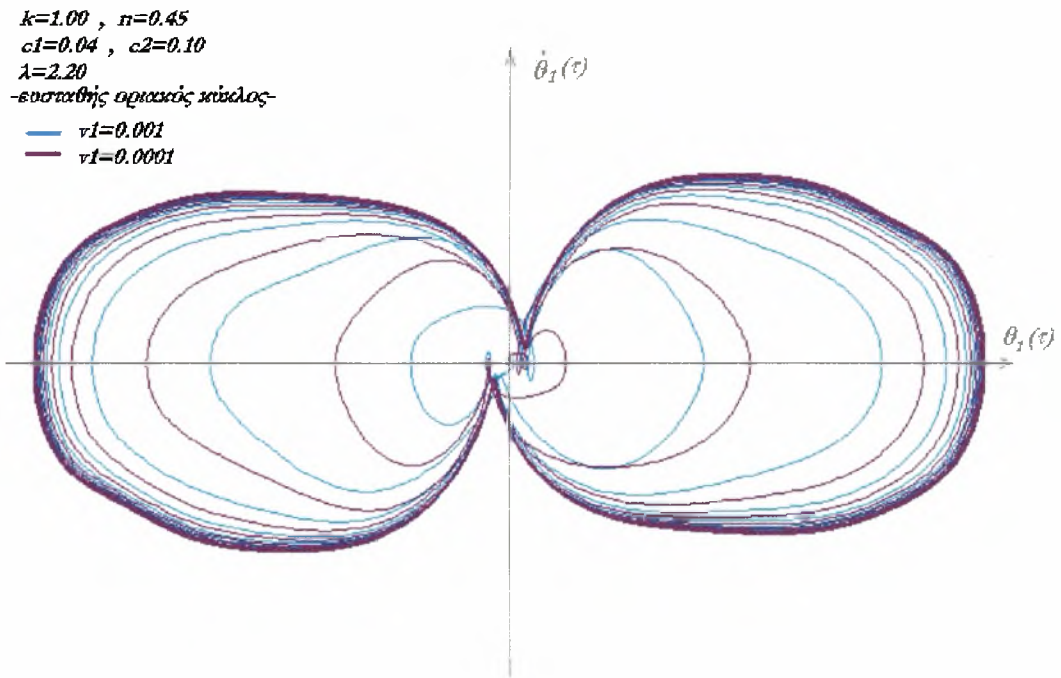 k=1.00 , n=0.45
c1=0.04 , c2=0.10
λ=2.20
-ευσταθής οριακός κύκλος-
v1=0.001
v1=0.0001
θ̇₁(τ)
θ₁(τ)